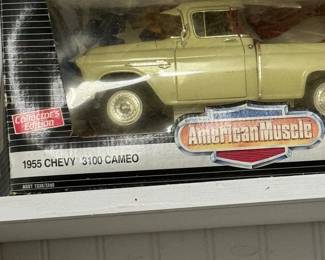 Collector's
Edition
American Muscle
1955 CHEVY 3100 CAMEO